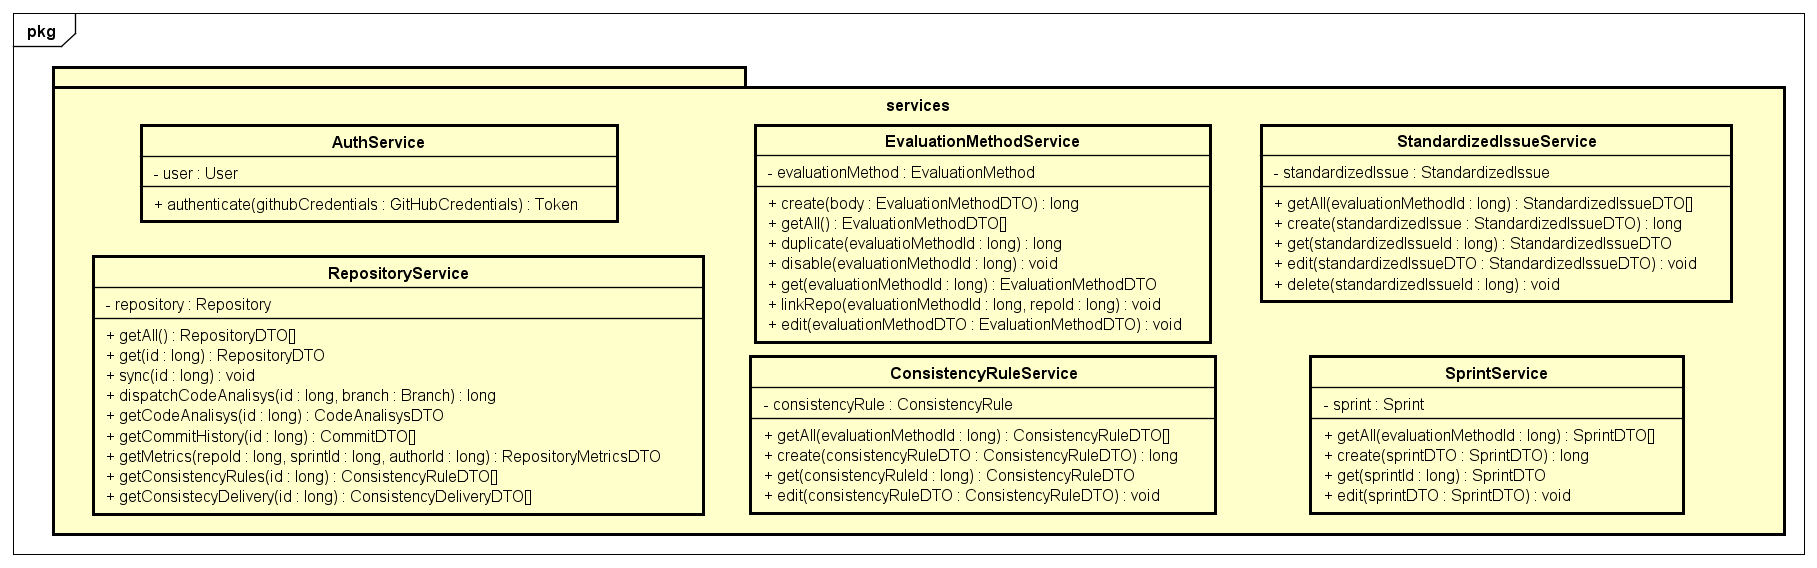 pkg
services
AuthService
- user : User
+ authenticate(githubCredentials : GitHubCredentials) : Token
RepositoryService
- repository : Repository
+ getAll() : RepositoryDTO[]
+ get(id : long) : RepositoryDTO
+ sync(id : long) : void
+ dispatchCodeAnalisys(id : long, branch : Branch) : long
+ getCodeAnalisys(id : long) : CodeAnalisysDTO
+ getCommitHistory(id : long) : CommitDTO[]
+ getMetrics(repoId : long, sprintId : long, authorId : long) : RepositoryMetricsDTO
+ getConsistencyRules(id : long) : ConsistencyRuleDTO[]
+ getConsistecyDelivery(id : long) : ConsistencyDeliveryDTO[]
EvaluationMethodService
- evaluationMethod : EvaluationMethod
+ create(body : EvaluationMethodDTO) : long
+ getAll() : EvaluationMethodDTO[]
+ duplicate(evaluatioMethodId : long) : long
+ disable(evaluationMethodId : long) : void
+ get(evaluationMethodId : long) : EvaluationMethodDTO
+ linkRepo(evaluationMethodId : long, repoId : long) : void
+ edit(evaluationMethodDTO : EvaluationMethodDTO) : void
ConsistencyRuleService
- consistencyRule : ConsistencyRule
+ getAll(evaluationMethodId : long) : ConsistencyRuleDTO[]
+ create(consistencyRuleDTO : ConsistencyRuleDTO) : long
+ get(consistencyRuleId : long) : ConsistencyRuleDTO
+ edit(consistencyRuleDTO : ConsistencyRuleDTO) : void
StandardizedIssueService
- standardizedIssue : StandardizedIssue
+ getAll(evaluationMethodId : long) : StandardizedIssueDTO[]
+ create(standardizedIssue : StandardizedIssueDTO) : long
+ get(standardizedIssueId : long) : StandardizedIssueDTO
+ edit(standardizedIssueDTO : StandardizedIssueDTO) : void
+ delete(standardizedIssueId : long) : void
SprintService
- sprint : Sprint
+ getAll(evaluationMethodId : long) : SprintDTO[]
+ create(sprintDTO : SprintDTO) : long
+ get(sprintId : long) : SprintDTO
+ edit(sprintDTO : SprintDTO) : void